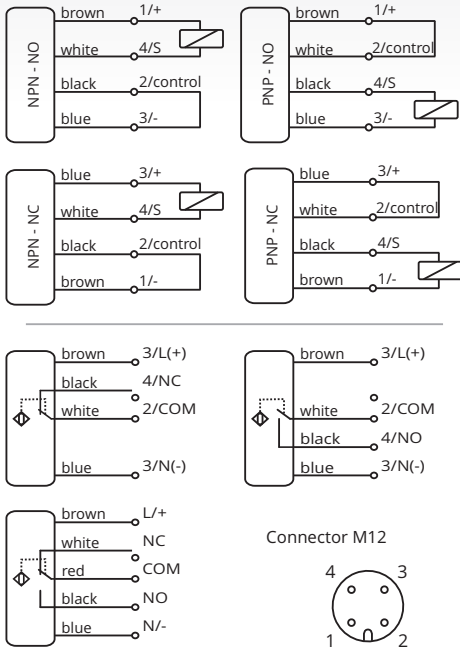 NPN - NO
brown 1/+
white 4/S
black 2/control
blue 3/-
PNP - NO
brown 1/+
white 2/control
black 4/S
blue 3/-
NPN - NC
blue 3/+
white 4/S
black 2/control
brown 1/-
PNP - NC
blue 3/+
white 2/control
black 4/S
brown 1/-
brown 3/L(+)
black 4/NC
white 2/COM
blue 3/N(-)
brown 3/L(+)
white 2/COM
black 4/NO
blue 3/N(-)
brown L/+
white NC
red COM
black NO
blue N/-
Connector M12
4 3
1 2